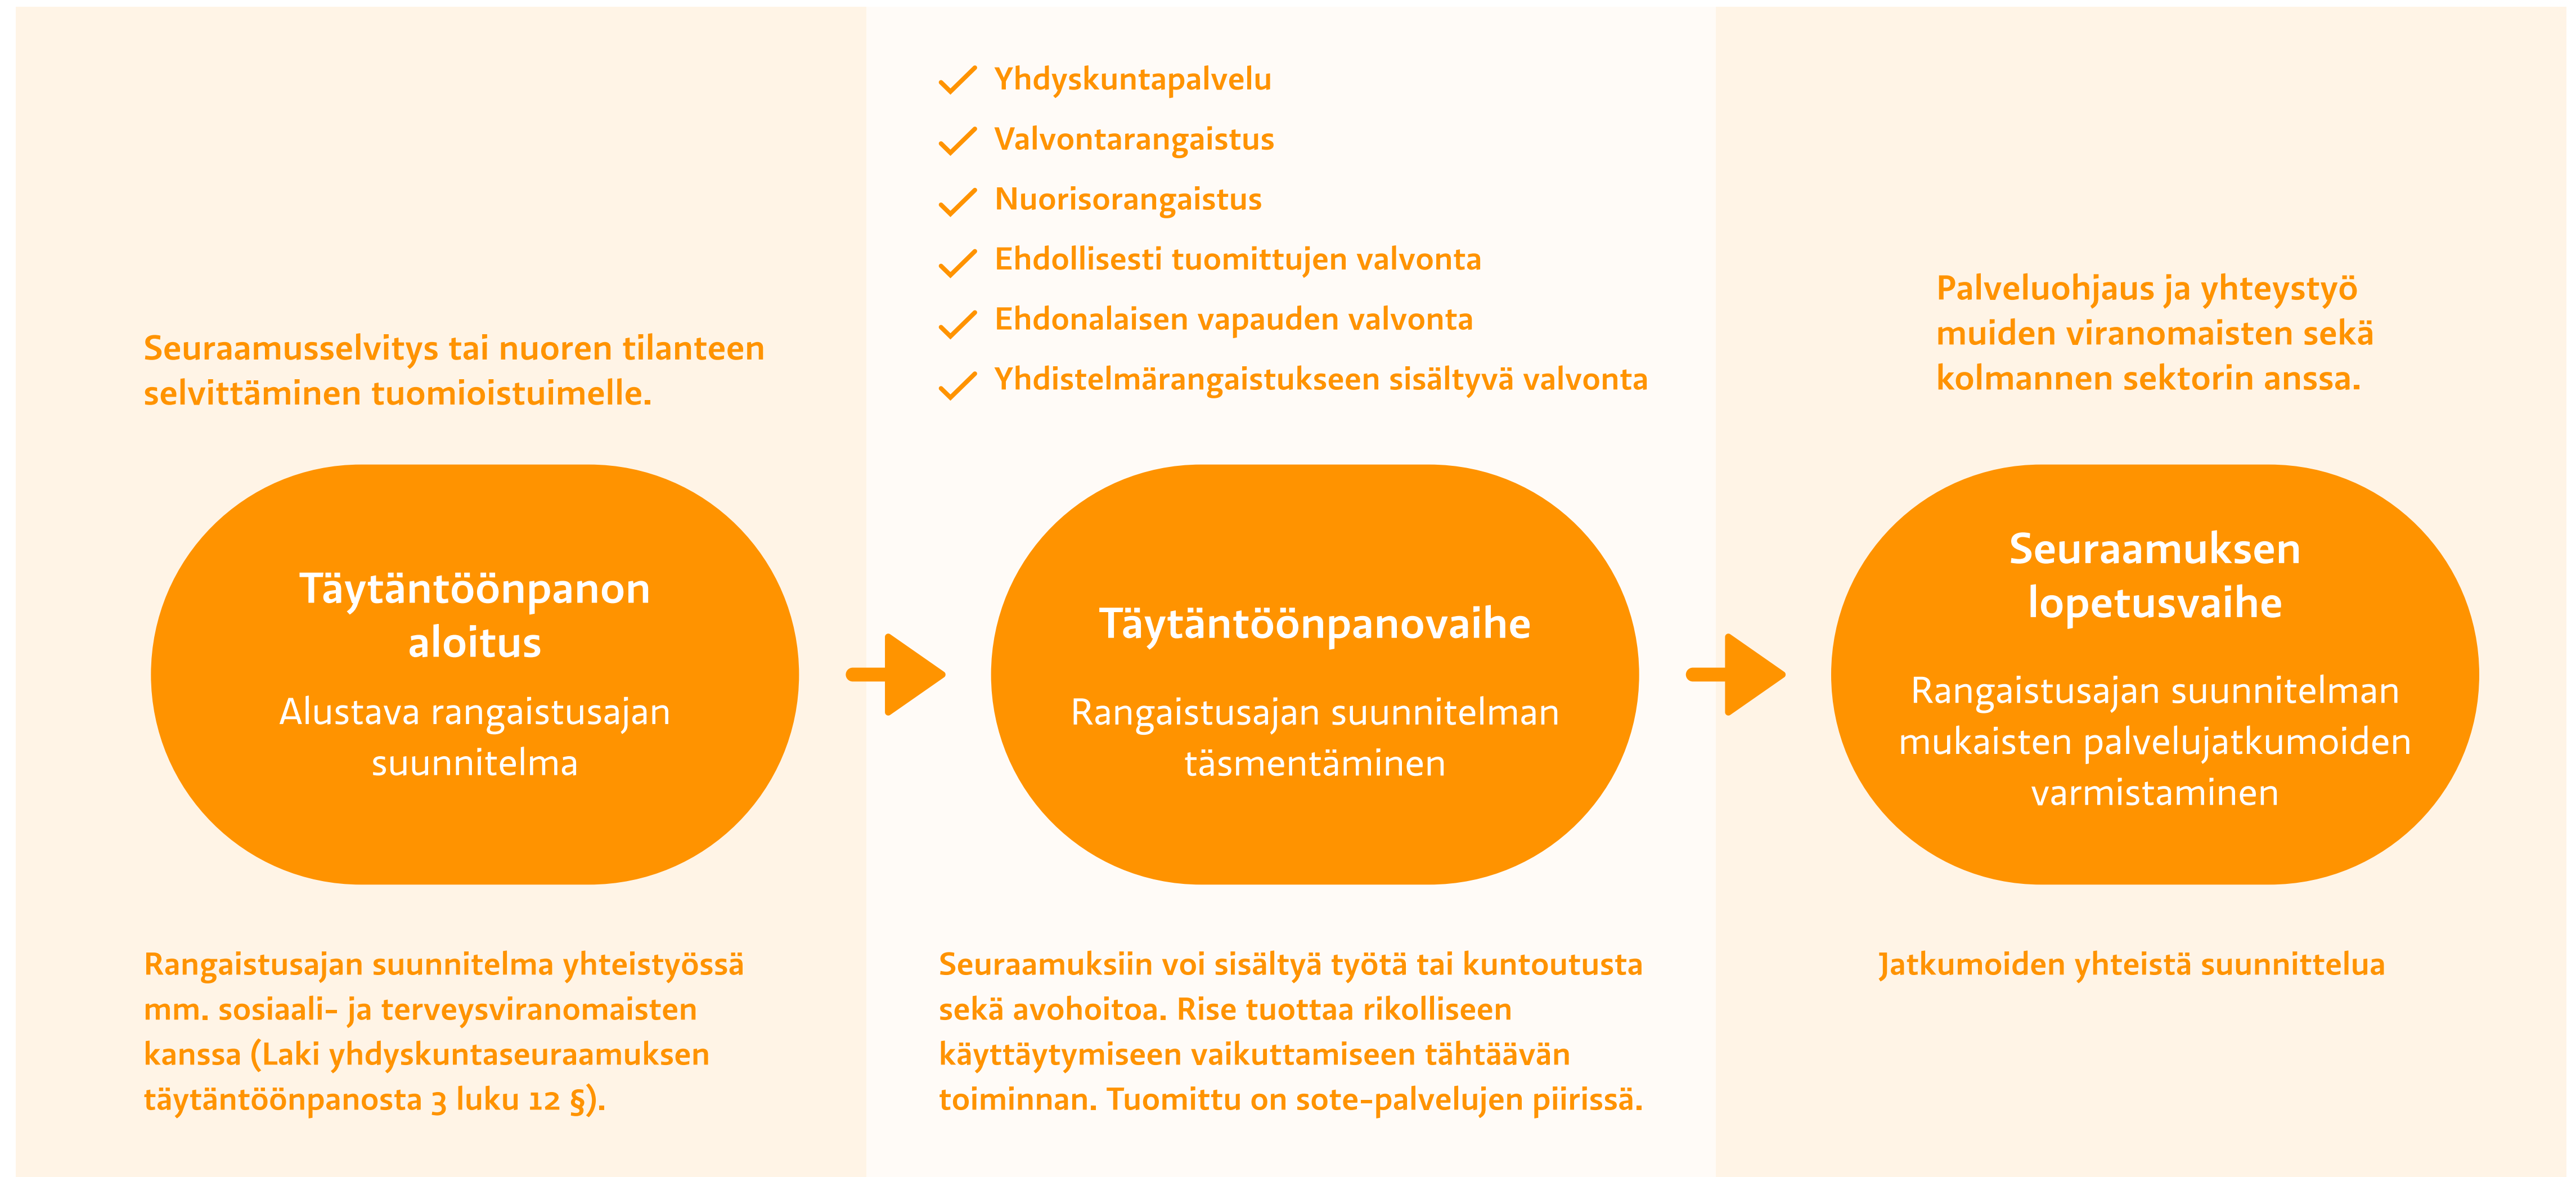 Seuraamusselvitys tai nuoren tilanteen
selvittäminen tuomioistuimelle.
Täytäntöönpanon
aloitus
Alustava rangaistusajan
suunnitelma
Rangaistusajan suunnitelma yhteistyössä
mm. sosiaali- ja terveysviranomaisten
kanssa (Laki yhdyskuntaseuraamuksen
täytäntöönpanosta 3 luku 12 §).
Yhdyskuntapalvelu
Valvontarangaistus
Nuorisorangaistus
Ehdollisesti tuomittujen valvonta
Ehdonalaisen vapauden valvonta
Yhdistelmärangaistukseen sisältyvä valvonta
Täytäntöönpanovaihe
Rangaistusajan suunnitelman
täsmentäminen
Seuraamuksiin voi sisältyä työtä tai kuntoutusta
sekä avohoitoa. Rise tuottaa rikolliseen
käyttäytymiseen vaikuttamiseen tähtäävän
toiminnan. Tuomittu on sote-palvelujen piirissä.
Palveluohjaus ja yhteystyö
muiden viranomaisten sekä
kolmannen sektorin anssa.
Seuraamuksen
lopetusvaihe
Rangaistusajan suunnitelman
mukaisten palvelujatkumoiden
varmistaminen
Jatkumoiden yhteistä suunnittelua